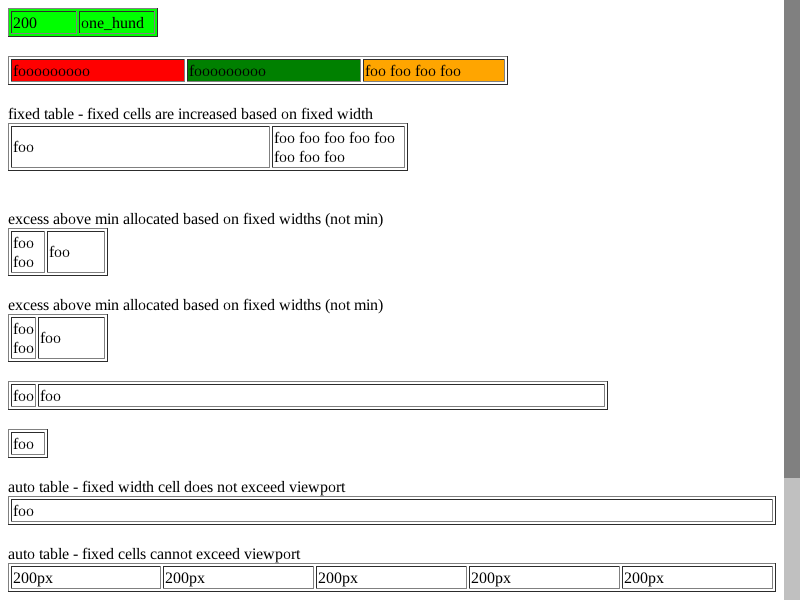 200 one_hund
fooooooooo fooooooooo foo foo foo foo
fixed table - fixed cells are increased based on fixed width
foo foo foo foo foo foo
foo foo foo
excess above min allocated based on fixed widths (not min)
foo
foo foo
excess above min allocated based on fixed widths (not min)
foo
foo foo
foo foo
foo
auto table - fixed width cell does not exceed viewport
foo
auto table - fixed cells cannot exceed viewport
200px 200px 200px 200px 200px